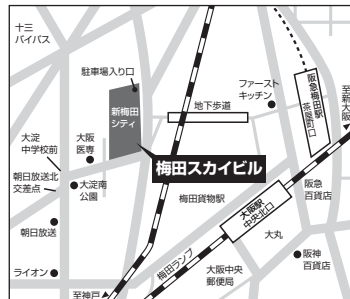 十三
バイパス
駐車場入り口
新梅田
シティ
地下歩道
ファースト
キッチン
阪急梅田駅
茶屋町口
至新大阪
大淀
中学校前
大阪
医専
梅田スカイビル
朝日放送北
交差点
大淀南
公園
梅田貨物駅
大阪駅
中央北口
阪急
百貨店
朝日放送
梅田ランプ
大丸
ライオン
大阪中央
郵便局
阪神
百貨店
至神戸